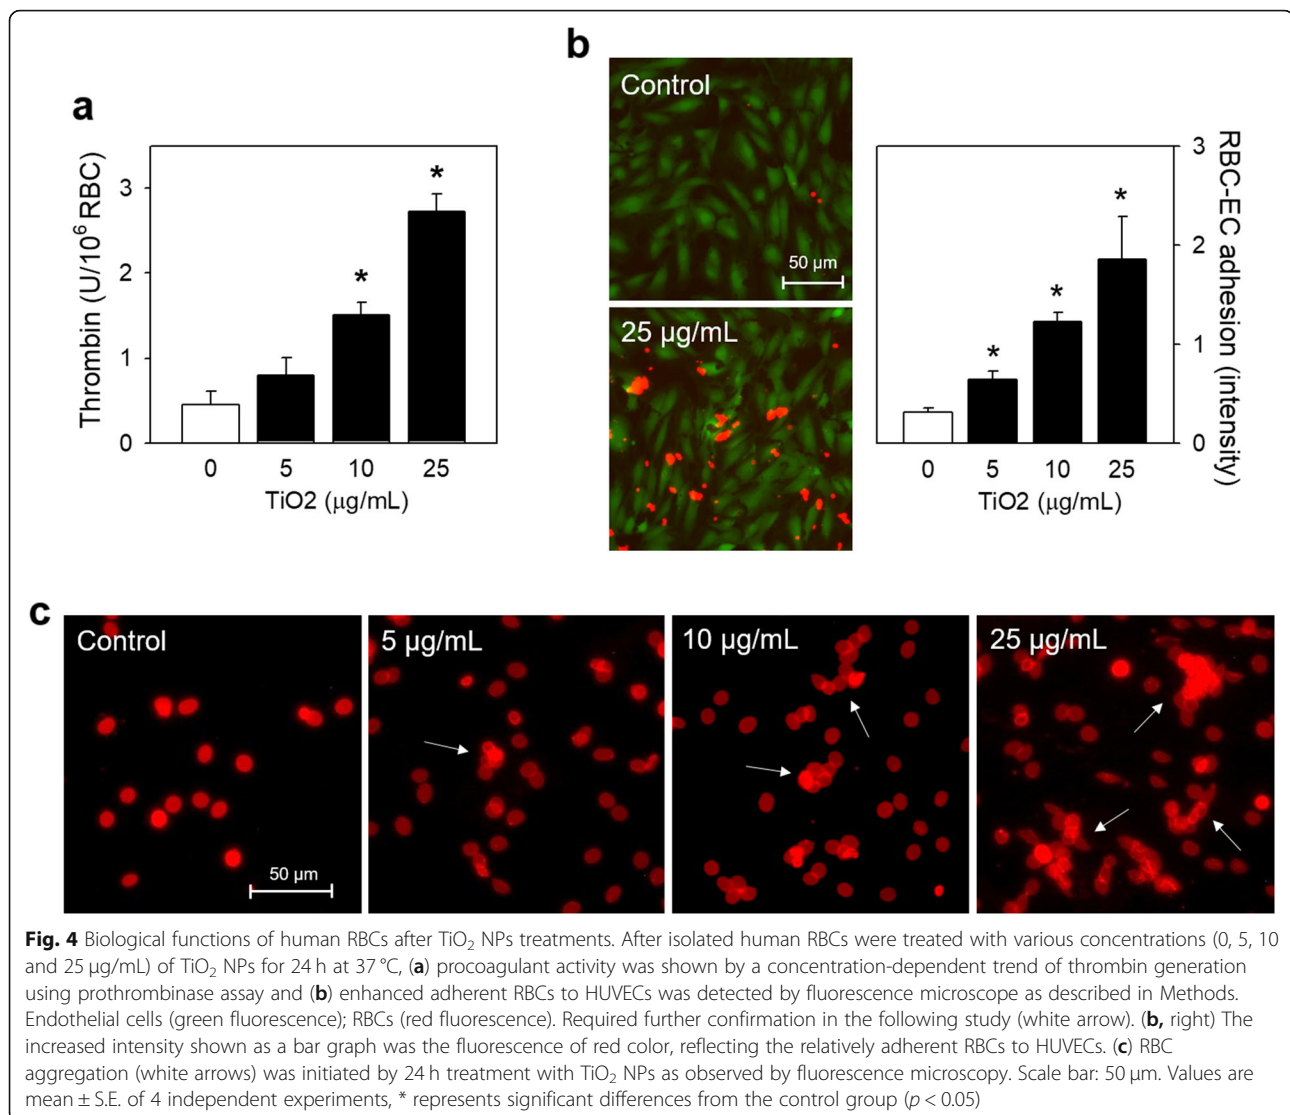 a
Thrombin (U/10⁶ RBC)
3
2
1
0
*
*
0 5 10 25
TiO2 (µg/mL)
b
Control
50 µm
25 µg/mL
3
2
1
0
*
*
*
0 5 10 25
TiO2 (µg/mL)
RBC-EC adhesion (intensity)
c
Control
50 µm
5 µg/mL
10 µg/mL
25 µg/mL
Fig. 4 Biological functions of human RBCs after TiO₂ NPs treatments. After isolated human RBCs were treated with various concentrations (0, 5, 10
and 25 µg/mL) of TiO₂ NPs for 24 h at 37 °C, (a) procoagulant activity was shown by a concentration-dependent trend of thrombin generation
using prothrombinase assay and (b) enhanced adherent RBCs to HUVECs was detected by fluorescence microscope as described in Methods.
Endothelial cells (green fluorescence); RBCs (red fluorescence). Required further confirmation in the following study (white arrow). (b, right) The
increased intensity shown as a bar graph was the fluorescence of red color, reflecting the relatively adherent RBCs to HUVECs. (c) RBC
aggregation (white arrows) was initiated by 24 h treatment with TiO₂ NPs as observed by fluorescence microscopy. Scale bar: 50 µm. Values are
mean ± S.E. of 4 independent experiments, * represents significant differences from the control group (p < 0.05)